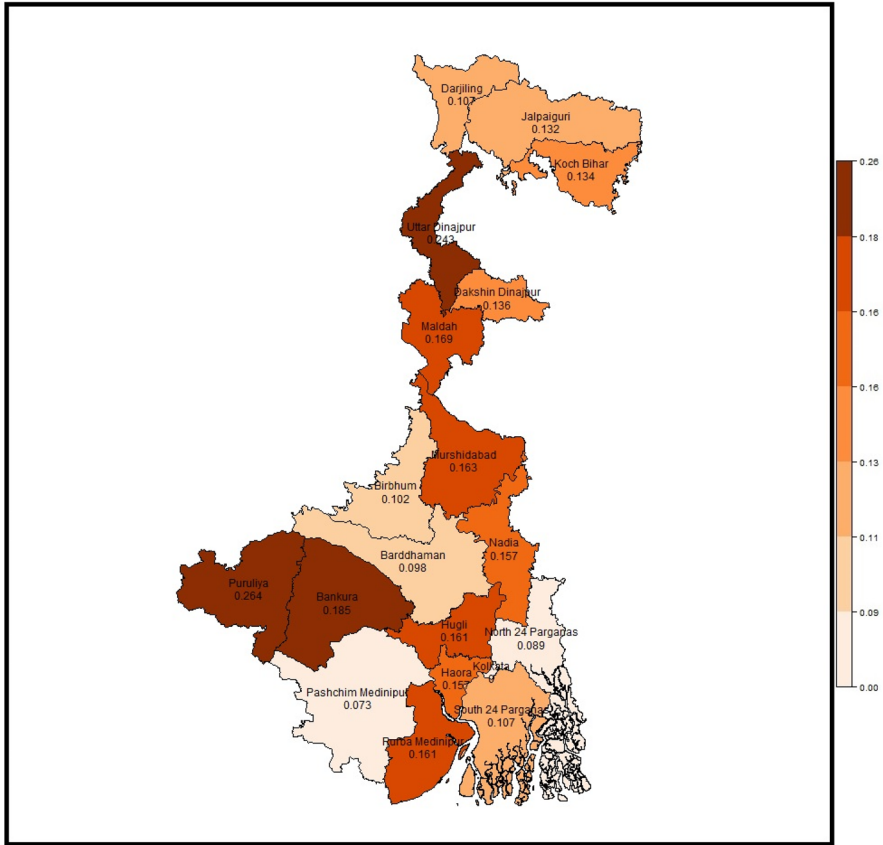 Darjiling
0.107
Jalpaiguri
0.132
Koch Bihar
0.134
Uttar Dinajpur
0.243
Dakshin Dinajpur
0.136
Maldah
0.169
Murshidabad
0.163
Birbhum
0.102
Nadia
0.157
Barddhaman
0.098
Puruliya
0.264
Bankura
0.185
Hugli
0.161
North 24 Parganas
0.089
Kolkata
0
Haora
Pashchim Medinipur
0.073
South 24 Parganas
0.107
Medinipur
0.161
0.26
0.18
0.16
0.16
0.13
0.11
0.09
0.00